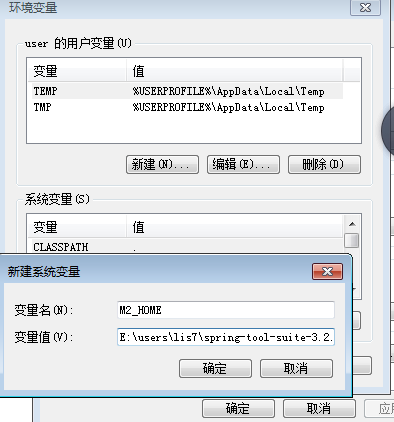 环境变量
user 的用户变量(U)
变量 值
TEMP %USERPROFILE%\AppData\Local\Temp
TMP %USERPROFILE%\AppData\Local\Temp
新建(N)... 编辑(E)... 删除(D)
系统变量(S)
变量 值
CLASSPATH .
新建系统变量
变量名(N): M2_HOME
变量值(V): E:\users\lis7\spring-tool-suite-3.2.
确定 取消
确定 取消